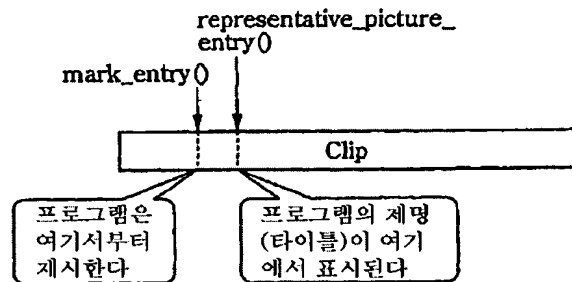 representative_picture_
entry()
mark_entry()
Clip
프로그램은
여기서부터
제시한다
프로그램의 제명
(타이틀)이 여기
에서 표시된다